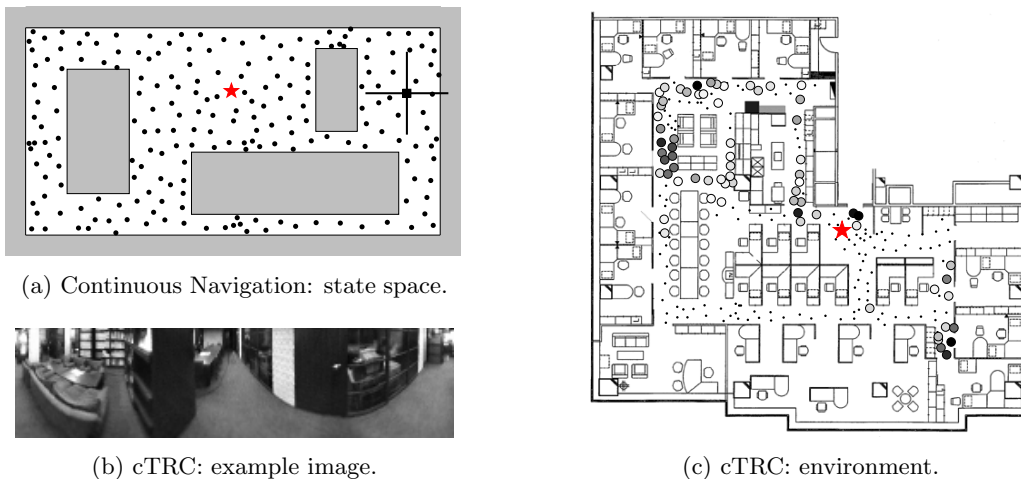 (a) Continuous Navigation: state space.
(b) cTRC: example image.
(c) cTRC: environment.